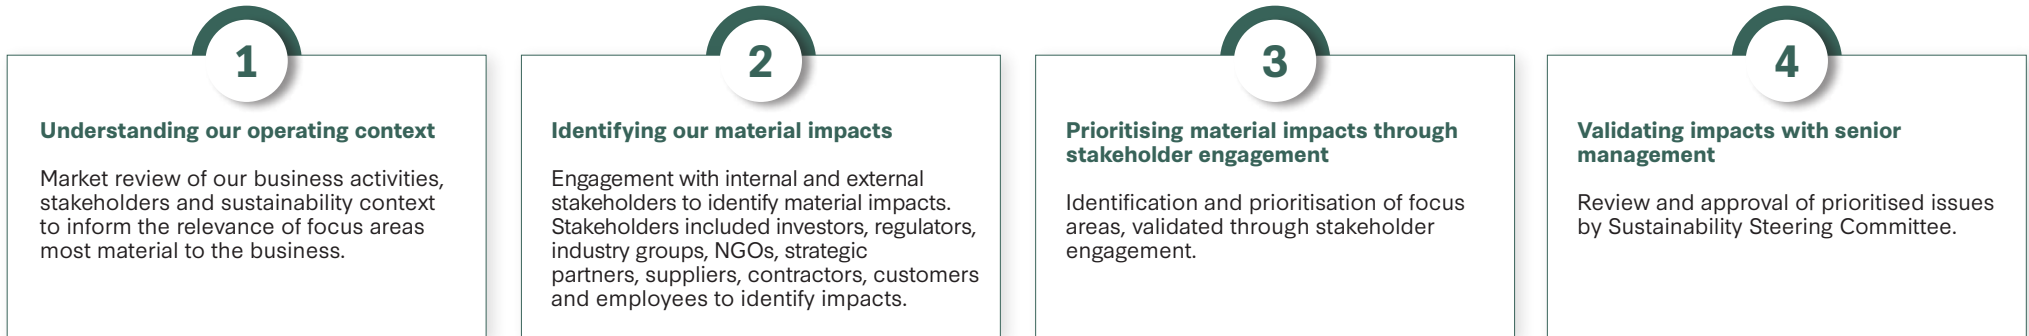 1
Understanding our operating context
Market review of our business activities,
stakeholders and sustainability context
to inform the relevance of focus areas
most material to the business.
2
Identifying our material impacts
Engagement with internal and external
stakeholders to identify material impacts.
Stakeholders included investors, regulators,
industry groups, NGOs, strategic
partners, suppliers, contractors, customers
and employees to identify impacts.
3
Prioritising material impacts through
stakeholder engagement
Identification and prioritisation of focus
areas, validated through stakeholder
engagement.
4
Validating impacts with senior
management
Review and approval of prioritised issues
by Sustainability Steering Committee.